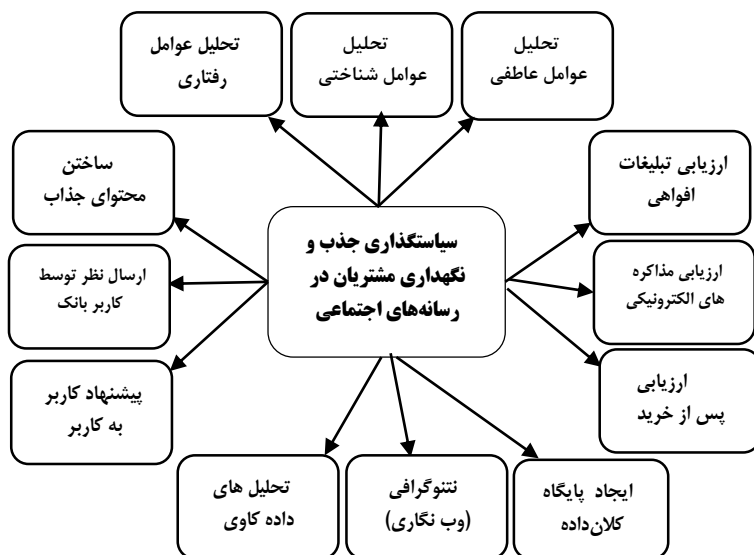 تحلیل
عوامل عاطفی
تحلیل
عوامل شناختی
تحلیل عوامل
رفتاری
ارزیابی تبلیغات
افواهی
ساختن
محتوای جذاب
سیاستگذاری جذب و
نگهداری مشتریان در
رسانه‌های اجتماعی
ارزیابی مذاکره
های الکترونیکی
ارسال نظر توسط
کاربر بانک
ارزیابی
پس از خرید
پیشنهاد کاربر
به کاربر
ایجاد پایگاه
کلان‌داده
نتنوگرافی
(وب نگاری)
تحلیل های
داده کاوی